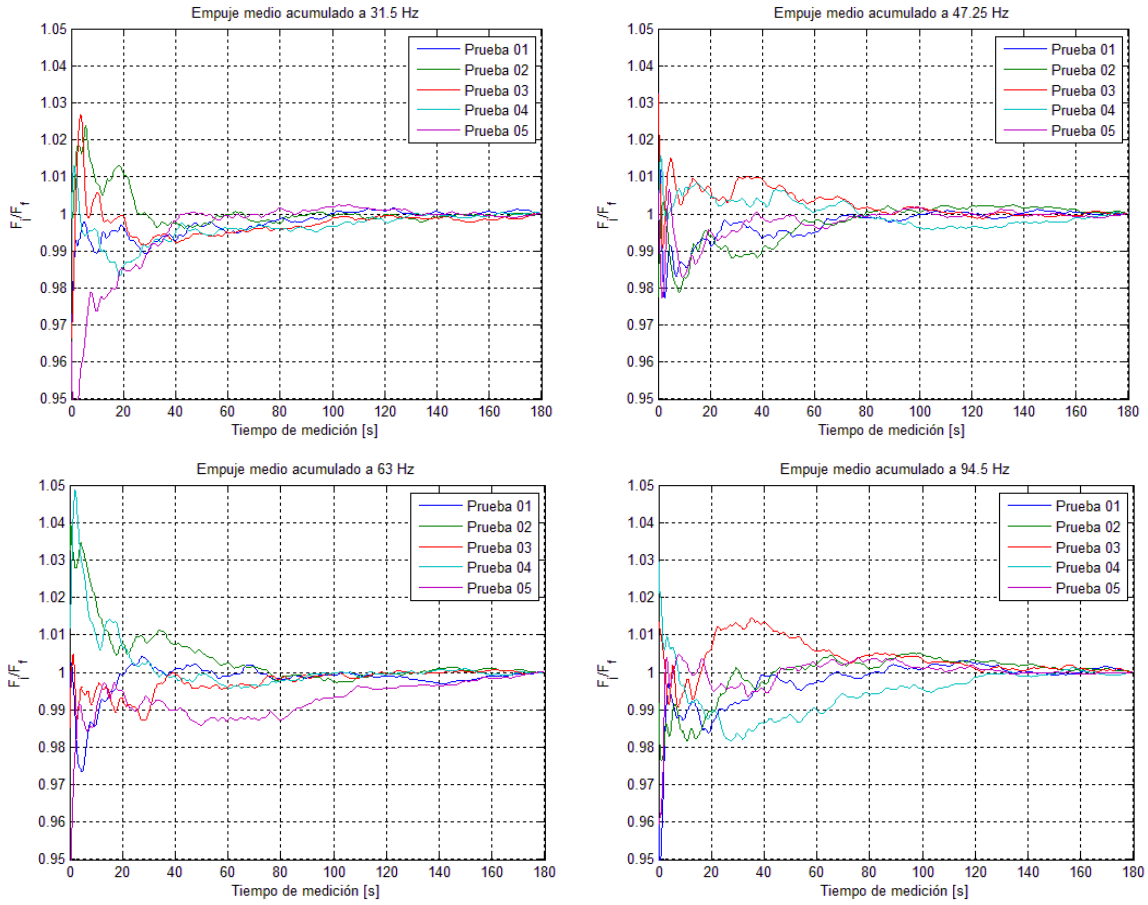 Empuje medio acumulado a 31.5 Hz
1.05
1.04
1.03
1.02
1.01
1
0.99
0.98
0.97
0.96
0.95
Fi/Ff
Prueba 01
Prueba 02
Prueba 03
Prueba 04
Prueba 05
0 20 40 60 80 100 120 140 160 180
Tiempo de medición [s]
Empuje medio acumulado a 47.25 Hz
1.05
1.04
1.03
1.02
1.01
1
0.99
0.98
0.97
0.96
0.95
Fi/Ff
Prueba 01
Prueba 02
Prueba 03
Prueba 04
Prueba 05
0 20 40 60 80 100 120 140 160 180
Tiempo de medición [s]
Empuje medio acumulado a 63 Hz
1.05
1.04
1.03
1.02
1.01
1
0.99
0.98
0.97
0.96
0.95
Fi/Ff
Prueba 01
Prueba 02
Prueba 03
Prueba 04
Prueba 05
0 20 40 60 80 100 120 140 160 180
Tiempo de medición [s]
Empuje medio acumulado a 94.5 Hz
1.05
1.04
1.03
1.02
1.01
1
0.99
0.98
0.97
0.96
0.95
Fi/Ff
Prueba 01
Prueba 02
Prueba 03
Prueba 04
Prueba 05
0 20 40 60 80 100 120 140 160 180
Tiempo de medición [s]